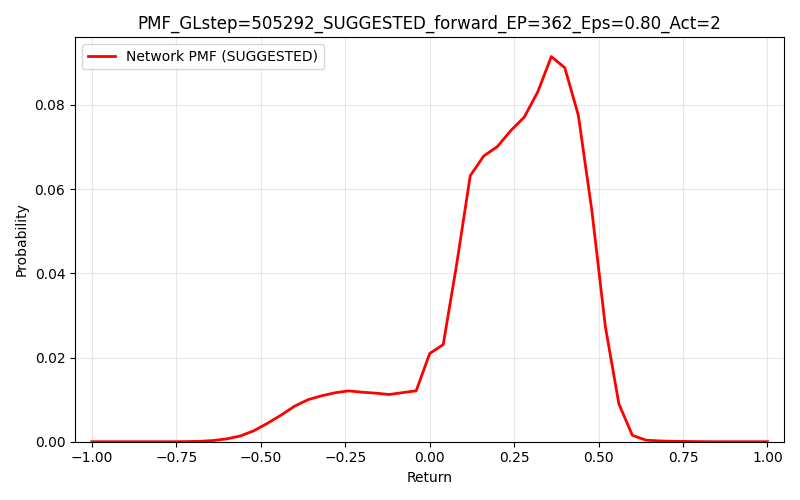 PMF_GLstep=505292_SUGGESTED_forward_EP=362_Eps=0.80_Act=2
Network PMF (SUGGESTED)
Probability
0.08
0.06
0.04
0.02
0.00
−1.00 −0.75 −0.50 −0.25 0.00 0.25 0.50 0.75 1.00
Return